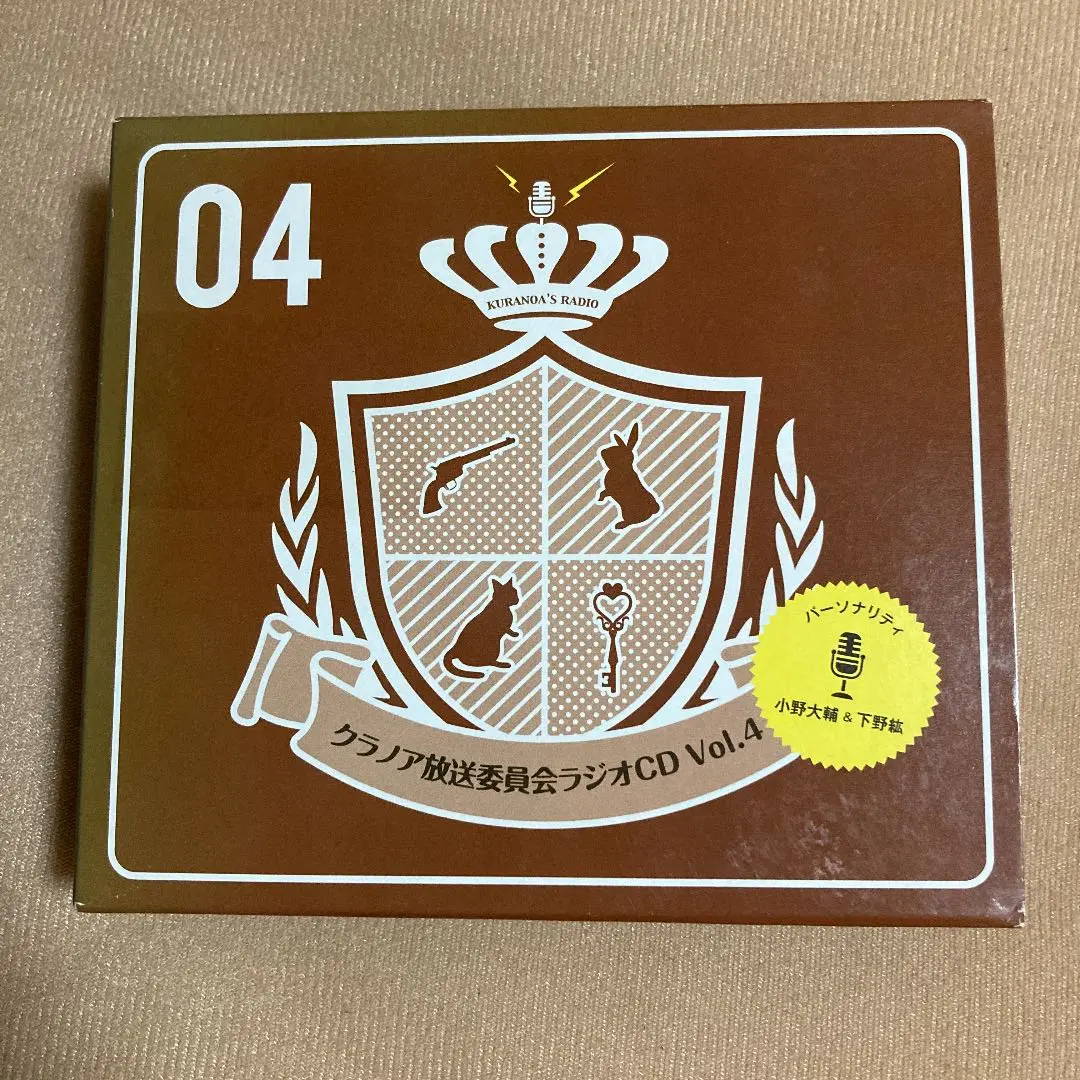 04
KURANOA'S RADIO
パーソナリティ
小野大輔 & 下野紘
クラノア放送委員会ラジオCD Vol.4